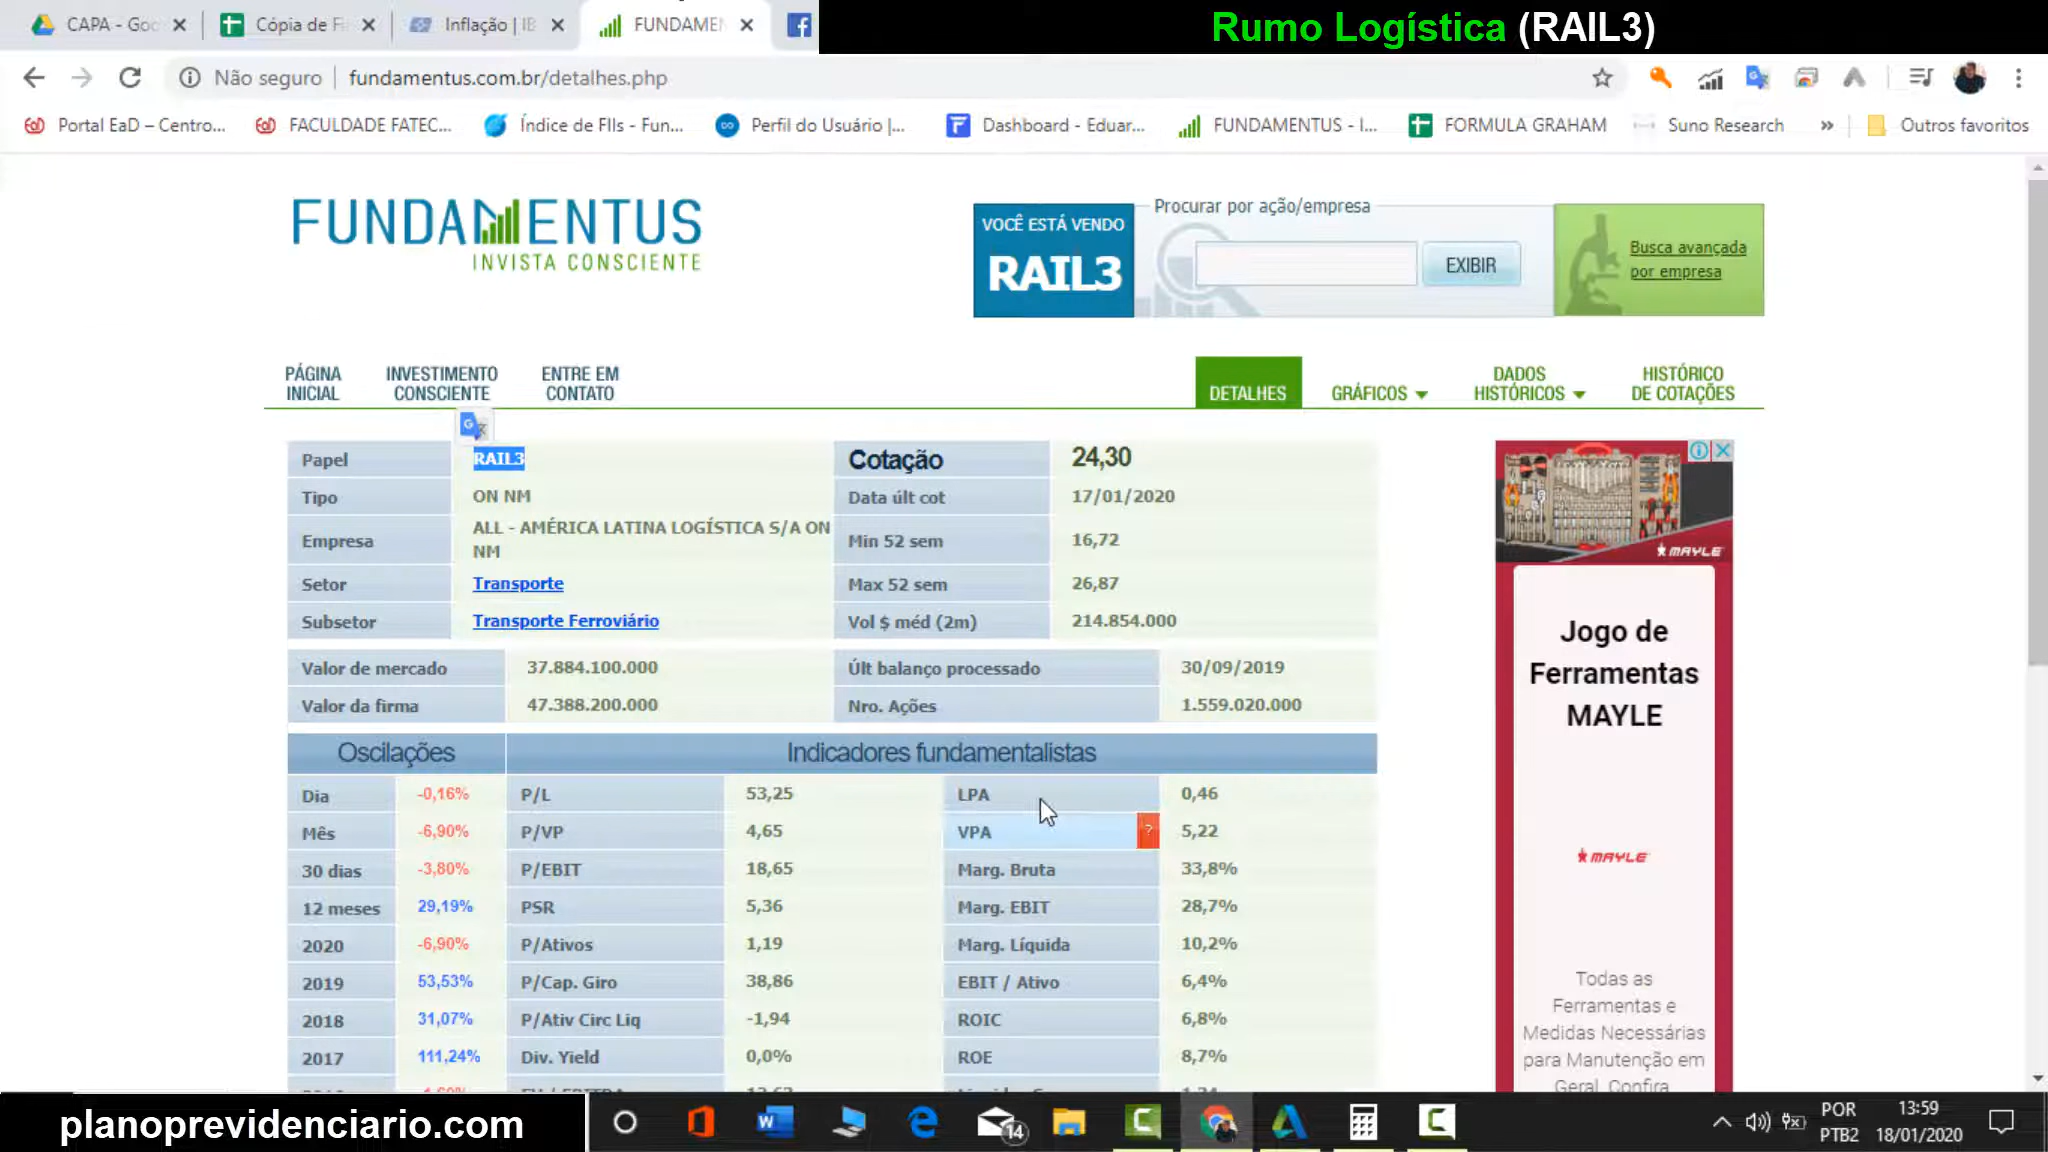 CAPA - Goo
Cópia de Fi
Inflação | IB
FUNDAMEN
Rumo Logística (RAIL3)
Não seguro
fundamentus.com.br/detalhes.php
Portal EaD – Centro...
FACULDADE FATEC...
Índice de FIIs - Fun...
Perfil do Usuário |...
Dashboard - Eduar...
FUNDAMENTUS - I...
FORMULA GRAHAM
Suno Research
»
Outros favoritos
FUNDAMENTUS
INVISTA CONSCIENTE
VOCÊ ESTÁ VENDO
RAIL3
Procurar por ação/empresa
EXIBIR
Busca avançada
por empresa
PÁGINA
INICIAL
INVESTIMENTO
CONSCIENTE
ENTRE EM
CONTATO
DETALHES
GRÁFICOS
DADOS
HISTÓRICOS
HISTÓRICO
DE COTAÇÕES
Papel RAIL3 Cotação 24,30
Tipo ON NM Data últ cot 17/01/2020
Empresa ALL - AMÉRICA LATINA LOGÍSTICA S/A ON
NM Min 52 sem 16,72
Setor Transporte Max 52 sem 26,87
Subsetor Transporte Ferroviário Vol $ méd (2m) 214.854.000
Valor de mercado 37.884.100.000 Últ balanço processado 30/09/2019
Valor da firma 47.388.200.000 Nro. Ações 1.559.020.000
Oscilações Indicadores fundamentalistas
Dia -0,16% P/L 53,25 LPA 0,46
Mês -6,90% P/VP 4,65 VPA ? 5,22
30 dias -3,80% P/EBIT 18,65 Marg. Bruta 33,8%
12 meses 29,19% PSR 5,36 Marg. EBIT 28,7%
2020 -6,90% P/Ativos 1,19 Marg. Líquida 10,2%
2019 53,53% P/Cap. Giro 38,86 EBIT / Ativo 6,4%
2018 31,07% P/Ativ Circ Liq -1,94 ROIC 6,8%
2017 111,24% Div. Yield 0,0% ROE 8,7%
MAYLE
Jogo de
Ferramentas
MAYLE
MAYLE
Todas as
Ferramentas e
Medidas Necessárias
para Manutenção em
Geral. Confira
planoprevidenciario.com
14
POR
PTB2
13:59
18/01/2020